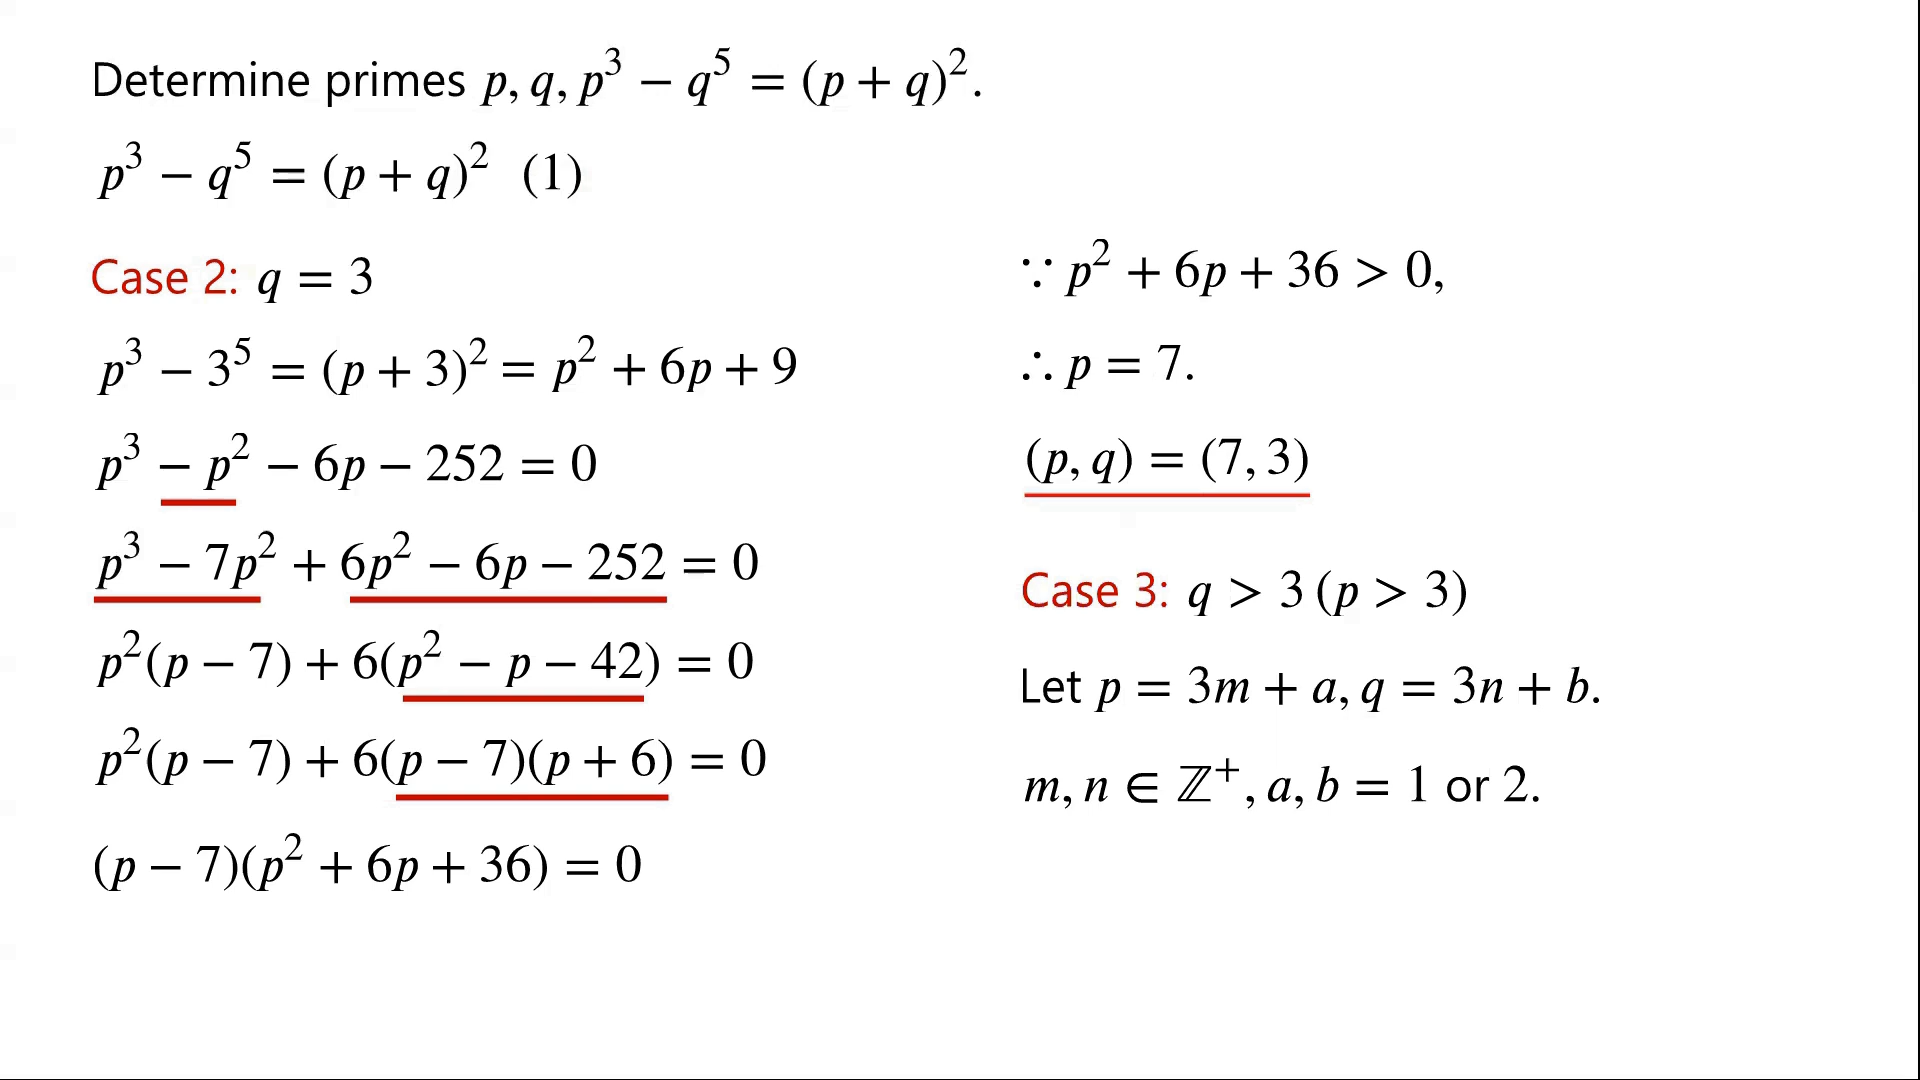 Determine primes p, q, p³ − q⁵ = (p + q)².
p³ − q⁵ = (p + q)² (1)
Case 2: q = 3
p³ − 3⁵ = (p + 3)² = p² + 6p + 9
p³ − p² − 6p − 252 = 0
p³ − 7p² + 6p² − 6p − 252 = 0
p²(p − 7) + 6(p² − p − 42) = 0
p²(p − 7) + 6(p − 7)(p + 6) = 0
(p − 7)(p² + 6p + 36) = 0
∵ p² + 6p + 36 > 0,
∴ p = 7.
(p, q) = (7, 3)
Case 3: q > 3 (p > 3)
Let p = 3m + a, q = 3n + b.
m, n ∈ ℤ⁺, a, b = 1 or 2.